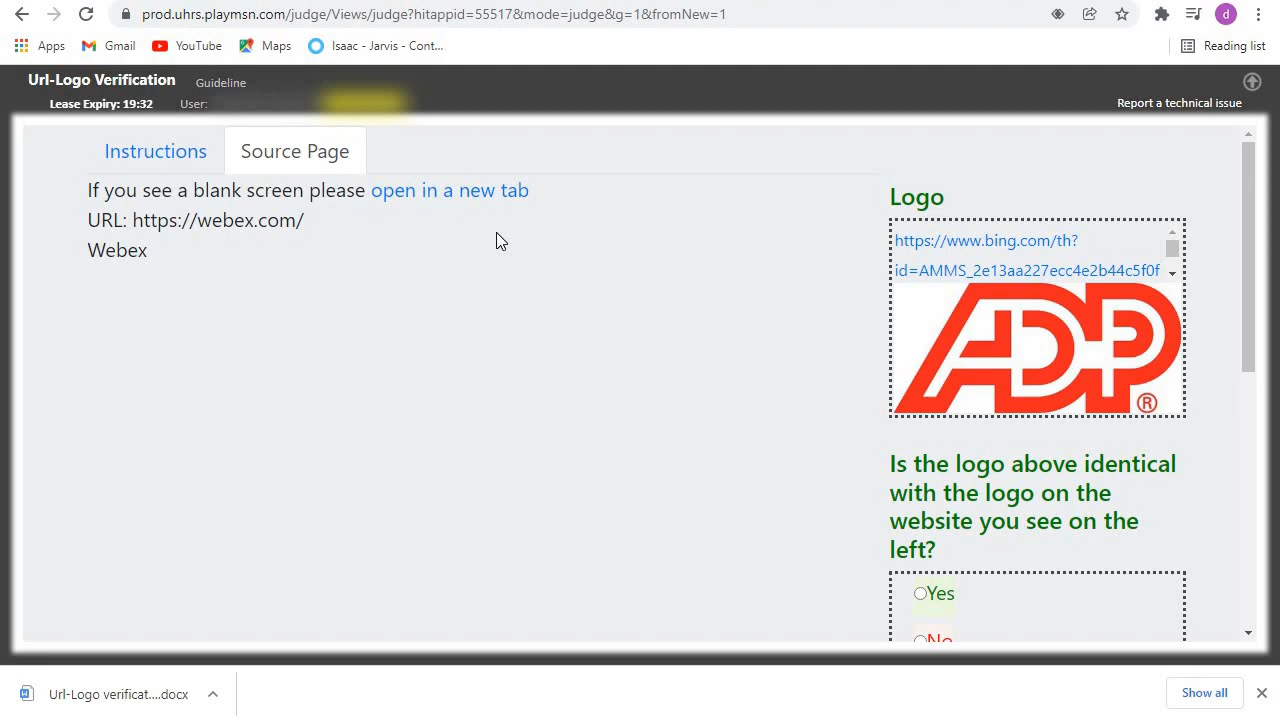 prod.uhrs.playmsn.com/judge/Views/judge?hitappid=55517&mode=judge&g=1&fromNew=1
d
Apps Gmail YouTube Maps Isaac - Jarvis - Cont... Reading list
Url-Logo Verification Guideline
Lease Expiry: 19:32 User:
Report a technical issue
Instructions Source Page
If you see a blank screen please open in a new tab
URL: https://webex.com/
Webex
Logo
https://www.bing.com/th?
id=AMMS_2e13aa227ecc4e2b44c5f0f
ADP®
Is the logo above identical
with the logo on the
website you see on the
left?
Yes
No
Url-Logo verificat....docx
Show all